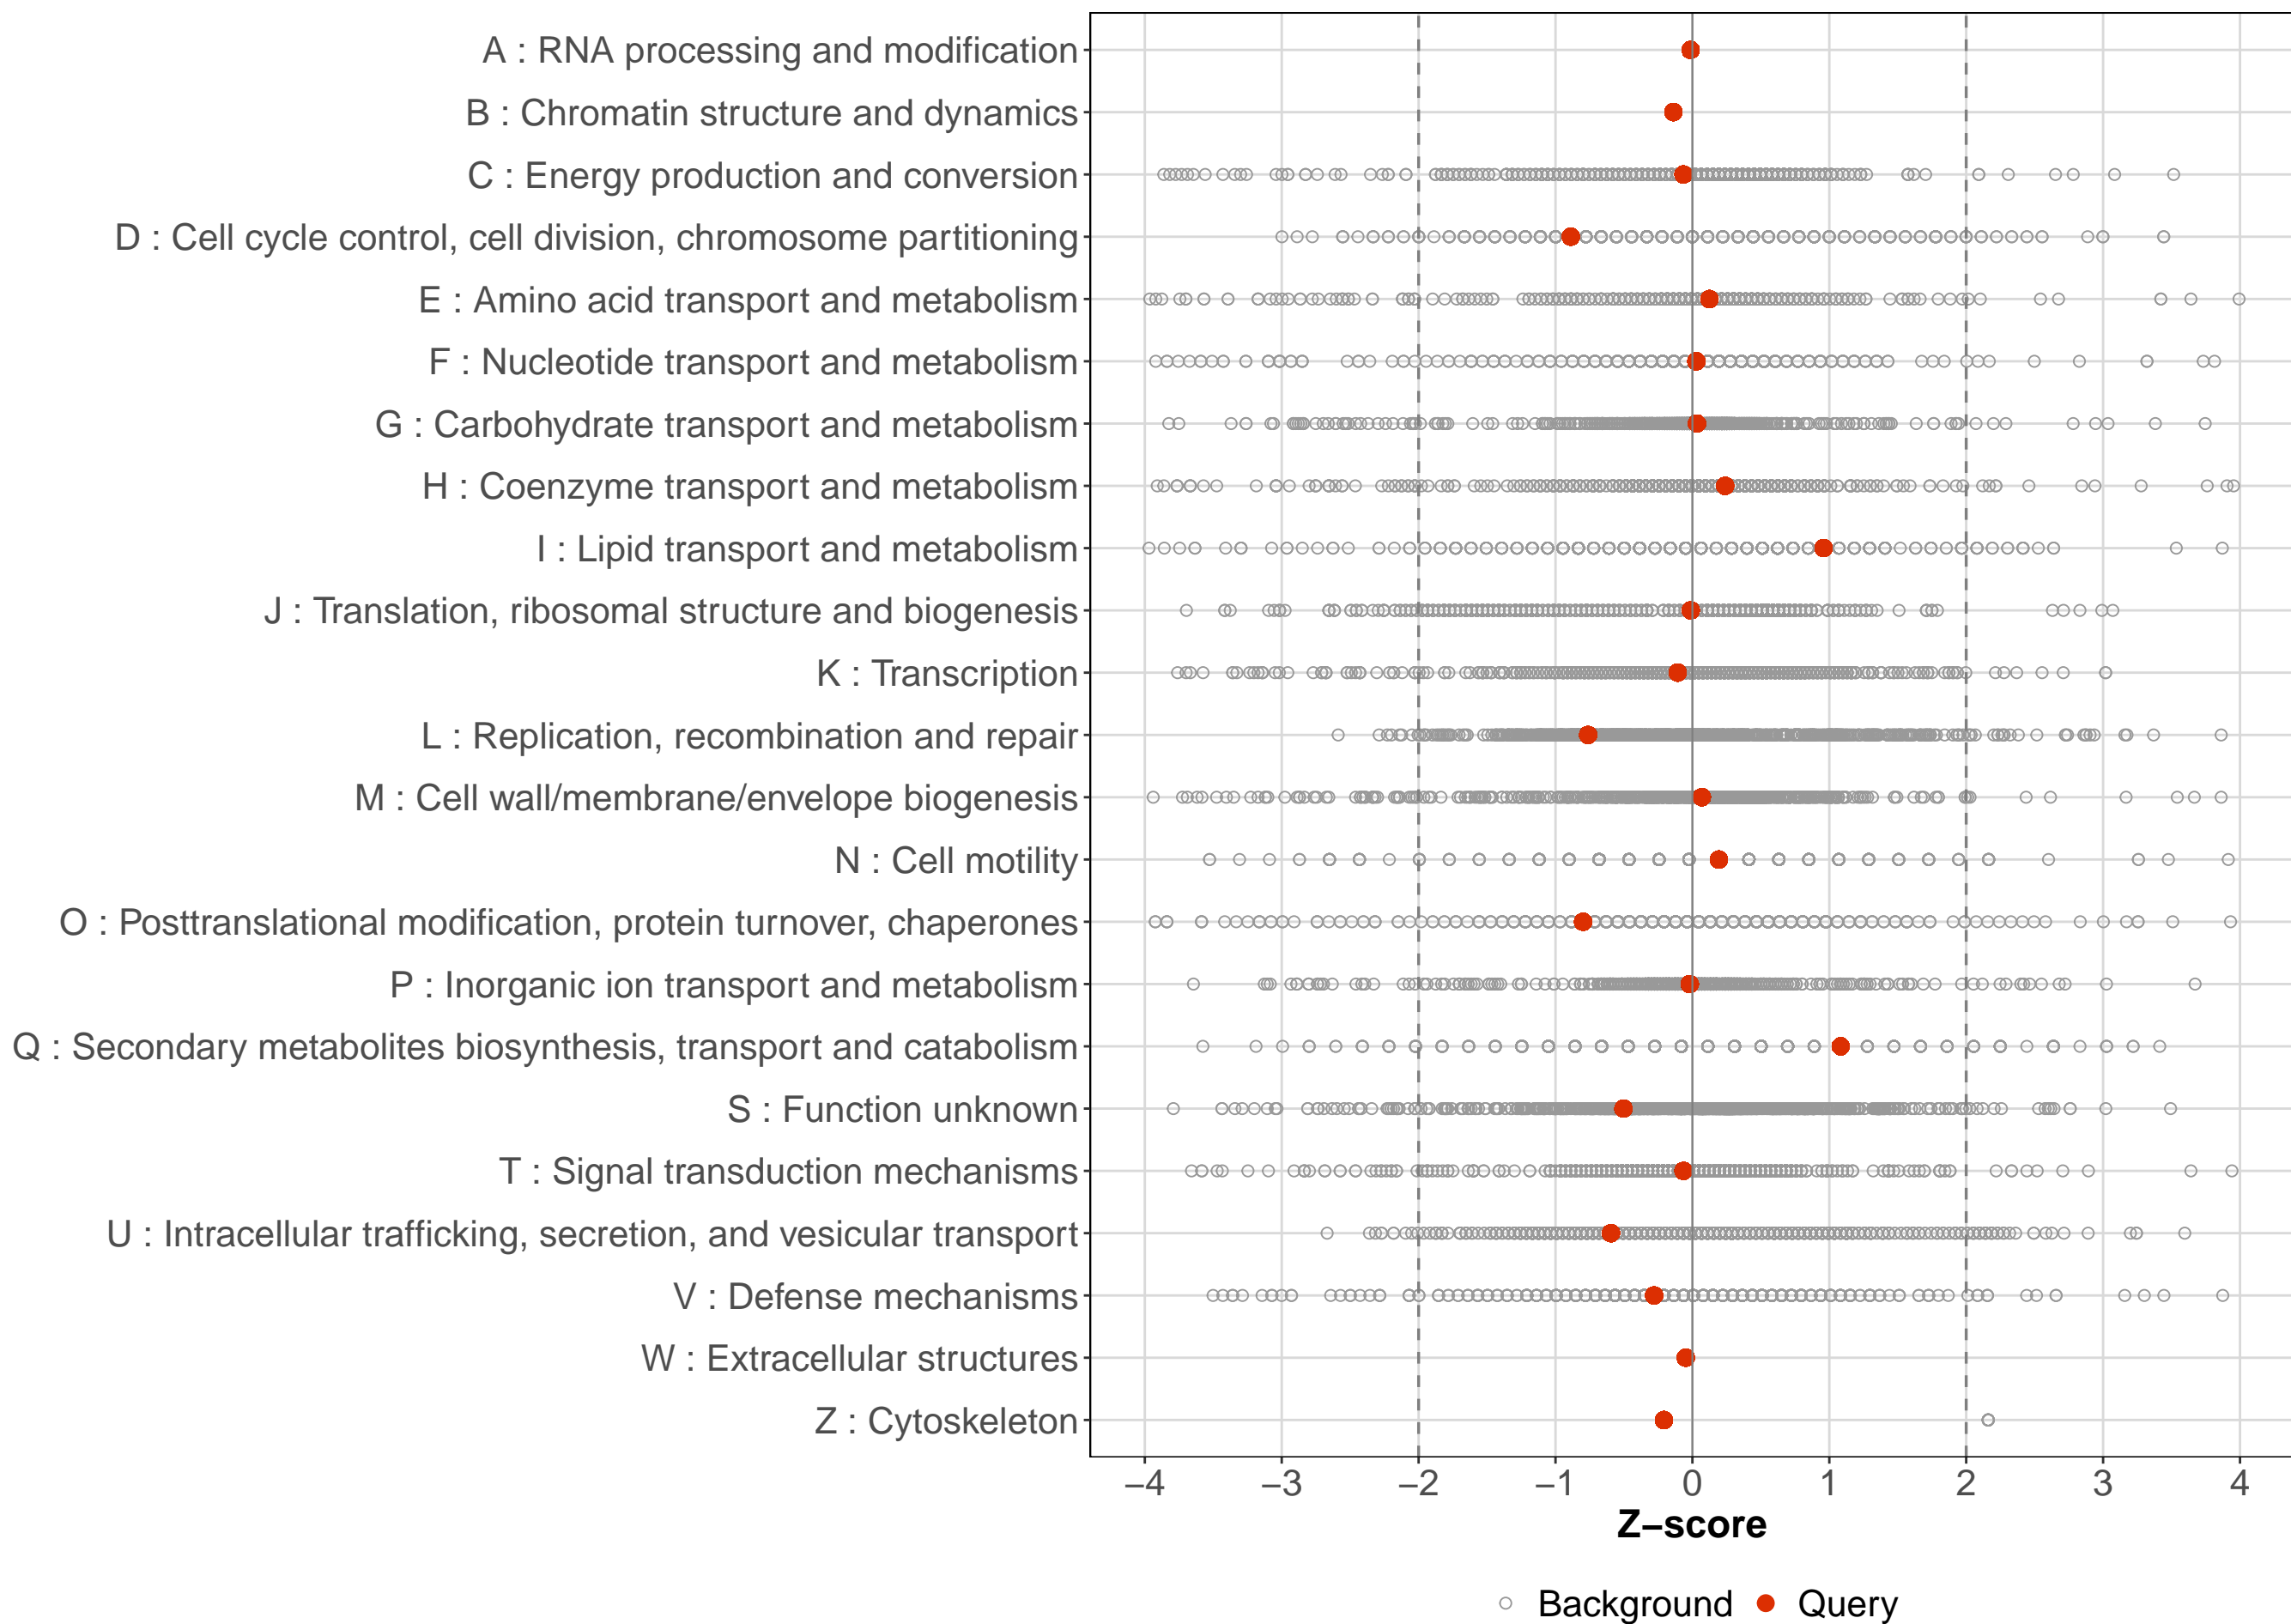 A : RNA processing and modification
B : Chromatin structure and dynamics
C : Energy production and conversion
D : Cell cycle control, cell division, chromosome partitioning
E : Amino acid transport and metabolism
F : Nucleotide transport and metabolism
G : Carbohydrate transport and metabolism
H : Coenzyme transport and metabolism
I : Lipid transport and metabolism
J : Translation, ribosomal structure and biogenesis
K : Transcription
L : Replication, recombination and repair
M : Cell wall/membrane/envelope biogenesis
N : Cell motility
O : Posttranslational modification, protein turnover, chaperones
P : Inorganic ion transport and metabolism
Q : Secondary metabolites biosynthesis, transport and catabolism
S : Function unknown
T : Signal transduction mechanisms
U : Intracellular trafficking, secretion, and vesicular transport
V : Defense mechanisms
W : Extracellular structures
Z : Cytoskeleton
−4 −3 −2 −1 0 1 2 3 4
Z−score
Background Query